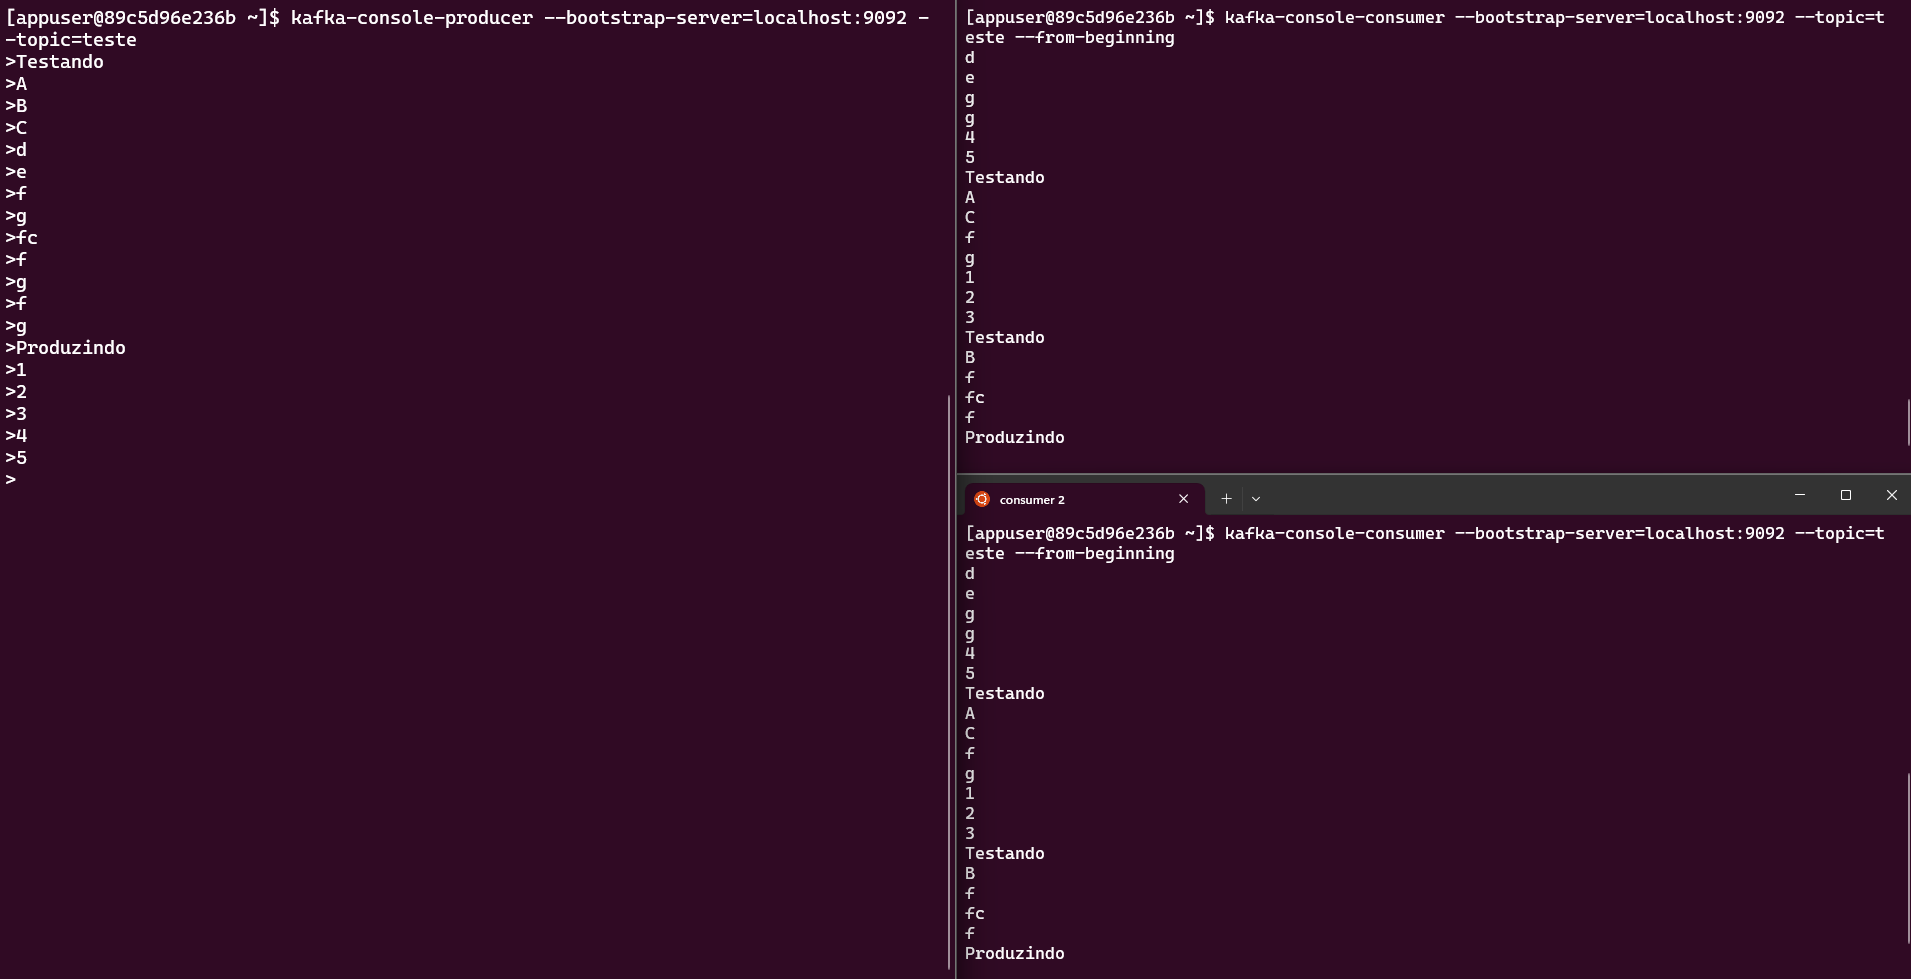 [appuser@89c5d96e236b ~]$ kafka-console-producer --bootstrap-server=localhost:9092 -
-topic=teste
>Testando
>A
>B
>C
>d
>e
>f
>g
>fc
>f
>g
>f
>g
>Produzindo
>1
>2
>3
>4
>5
>
[appuser@89c5d96e236b ~]$ kafka-console-consumer --bootstrap-server=localhost:9092 --topic=t
este --from-beginning
d
e
g
g
4
5
Testando
A
C
f
g
1
2
3
Testando
B
f
fc
f
Produzindo
consumer 2
[appuser@89c5d96e236b ~]$ kafka-console-consumer --bootstrap-server=localhost:9092 --topic=t
este --from-beginning
d
e
g
g
4
5
Testando
A
C
f
g
1
2
3
Testando
B
f
fc
f
Produzindo